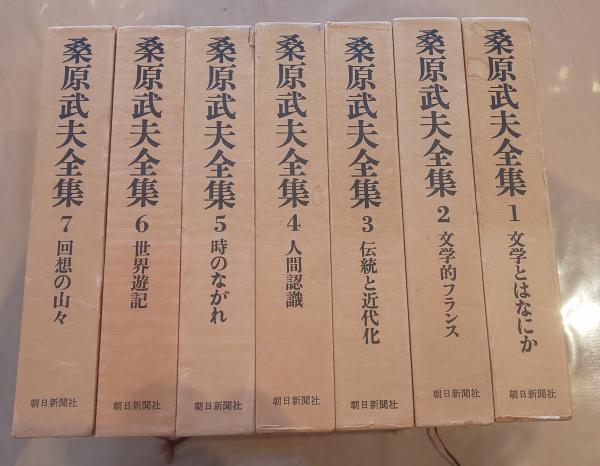 桑原武夫全集 1 文学とはなにか
朝日新聞社
桑原武夫全集 2 文学的フランス
朝日新聞社
桑原武夫全集 3 伝統と近代化
朝日新聞社
桑原武夫全集 4 人間認識
朝日新聞社
桑原武夫全集 5 時のながれ
朝日新聞社
桑原武夫全集 6 世界遊記
朝日新聞社
桑原武夫全集 7 回想の山々
朝日新聞社